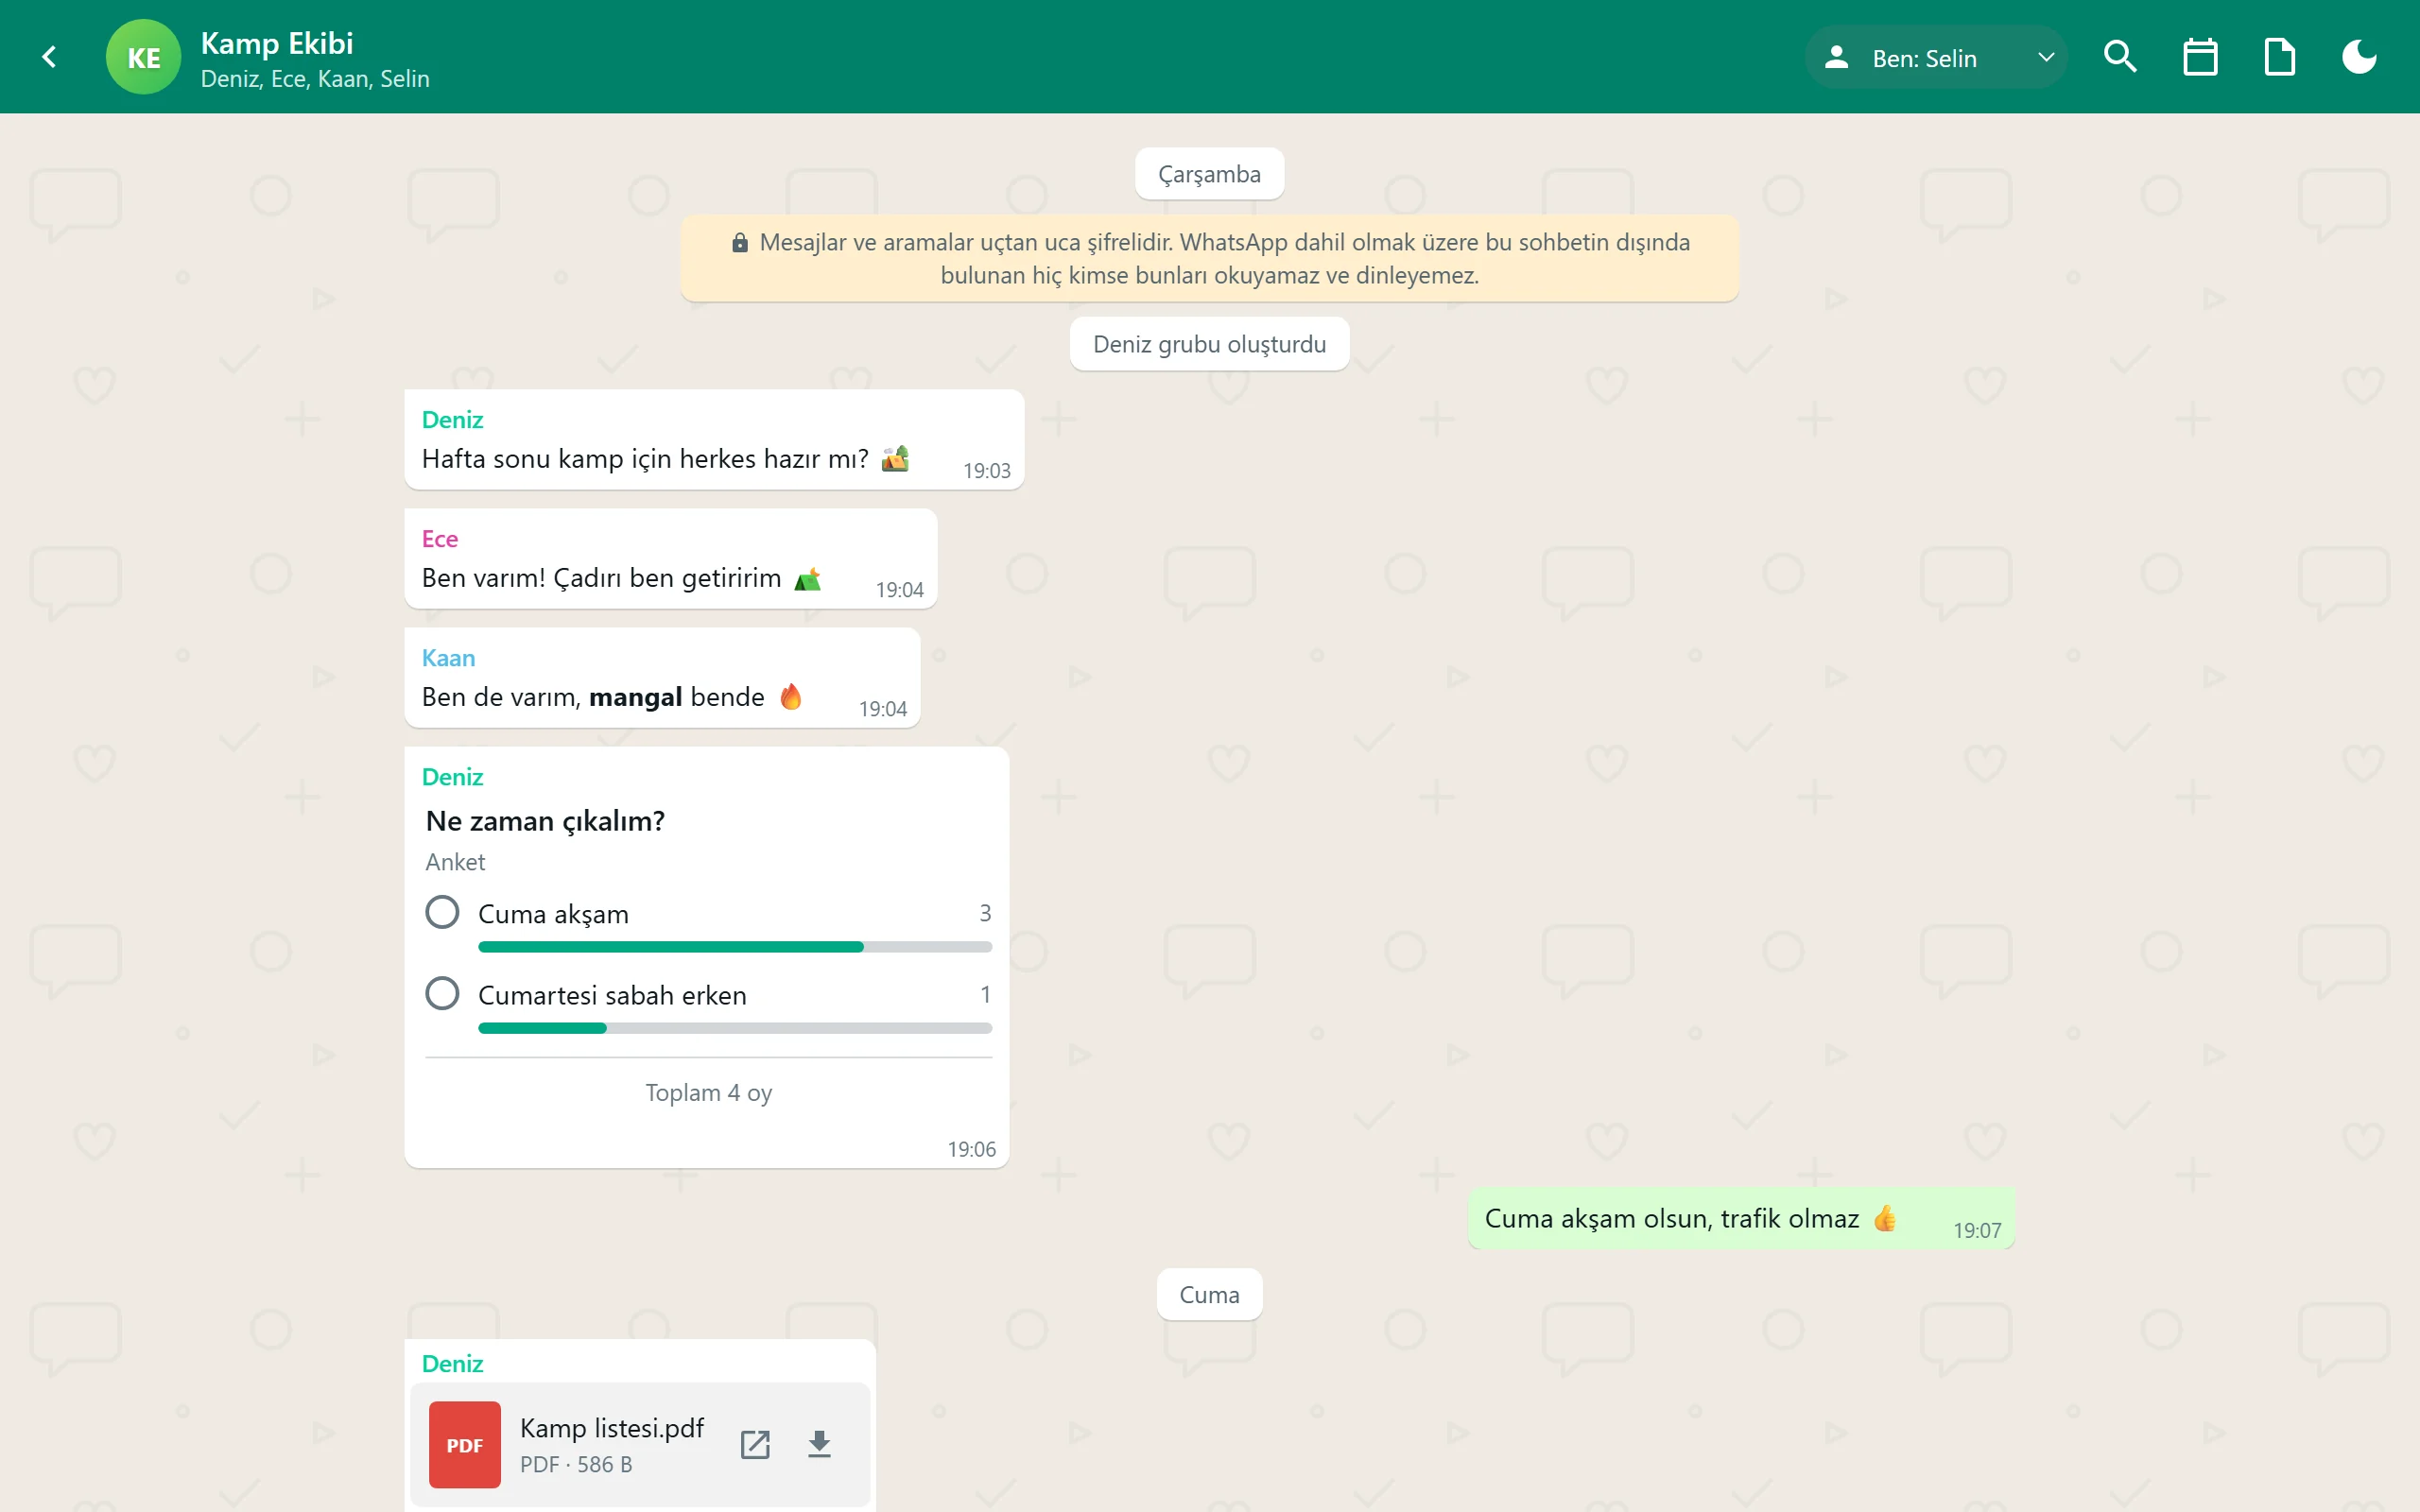 KE
Kamp Ekibi
Deniz, Ece, Kaan, Selin
Ben: Selin
Çarşamba
Mesajlar ve aramalar uçtan uca şifrelidir. WhatsApp dahil olmak üzere bu sohbetin dışında
bulunan hiç kimse bunları okuyamaz ve dinleyemez.
Deniz grubu oluşturdu
Deniz
Hafta sonu kamp için herkes hazır mı? 🏕️
19:03
Ece
Ben varım! Çadırı ben getiririm ⛺
19:04
Kaan
Ben de varım, mangal bende 🔥
19:04
Deniz
Ne zaman çıkalım?
Anket
Cuma akşam 3
Cumartesi sabah erken 1
Toplam 4 oy
19:06
Cuma akşam olsun, trafik olmaz 👍
19:07
Cuma
Deniz
PDF
Kamp listesi.pdf
PDF · 586 B